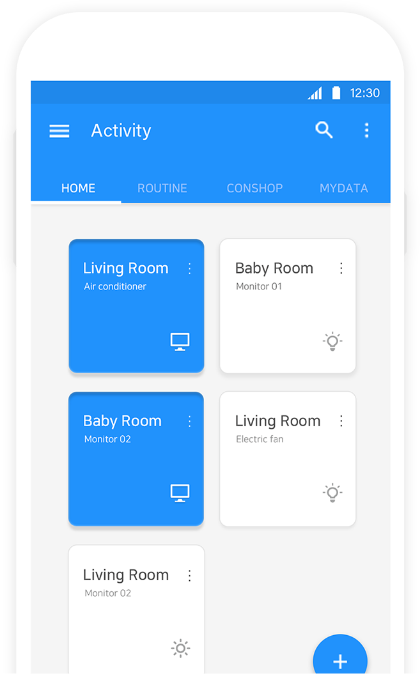 12:30
Activity
HOME ROUTINE CONSHOP MYDATA
Living Room
Air conditioner
Baby Room
Monitor 01
Baby Room
Monitor 02
Living Room
Electric fan
Living Room
Monitor 02